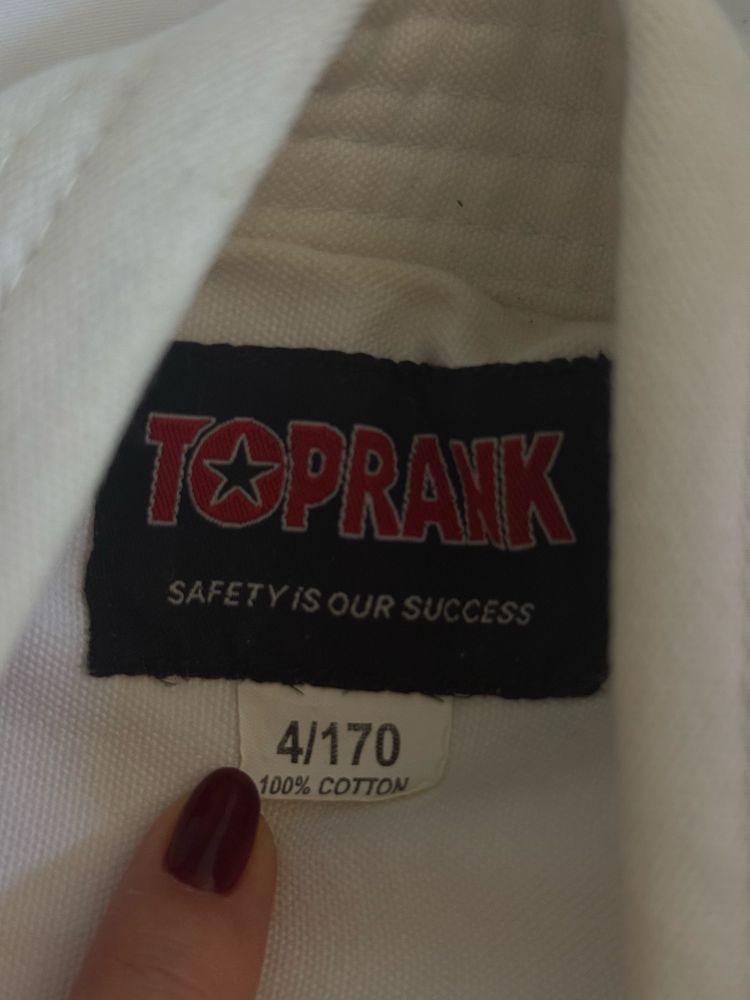 TOPRANK
SAFETY iS OUR SUCCESS
4/170
100% COTTON